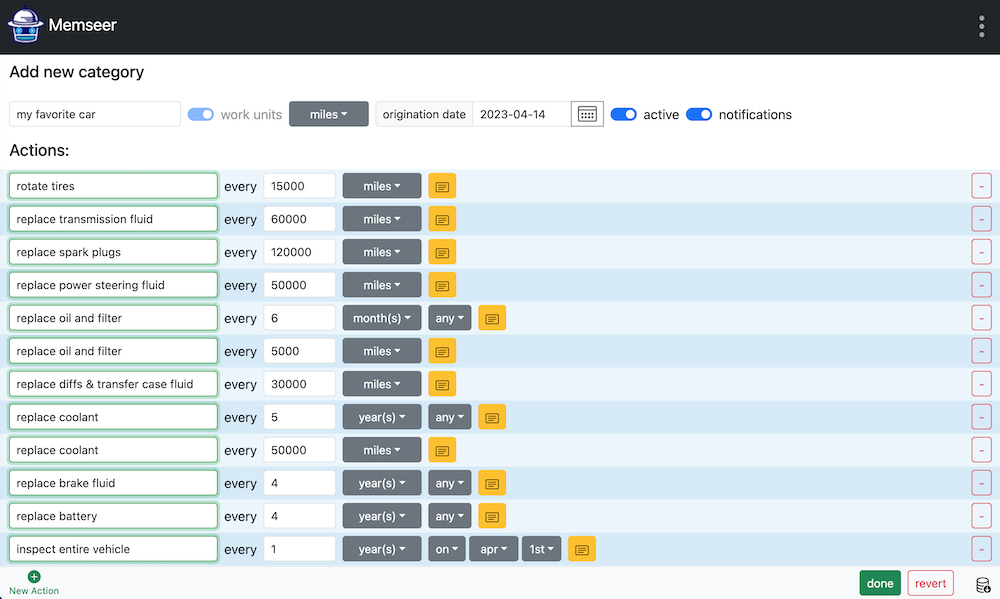 Memseer
Add new category
my favorite car work units miles origination date 2023-04-14 active notifications
Actions:
rotate tires every 15000 miles -
replace transmission fluid every 60000 miles -
replace spark plugs every 120000 miles -
replace power steering fluid every 50000 miles -
replace oil and filter every 6 month(s) any -
replace oil and filter every 5000 miles -
replace diffs & transfer case fluid every 30000 miles -
replace coolant every 5 year(s) any -
replace coolant every 50000 miles -
replace brake fluid every 4 year(s) any -
replace battery every 4 year(s) any -
inspect entire vehicle every 1 year(s) on apr 1st -
New Action done revert